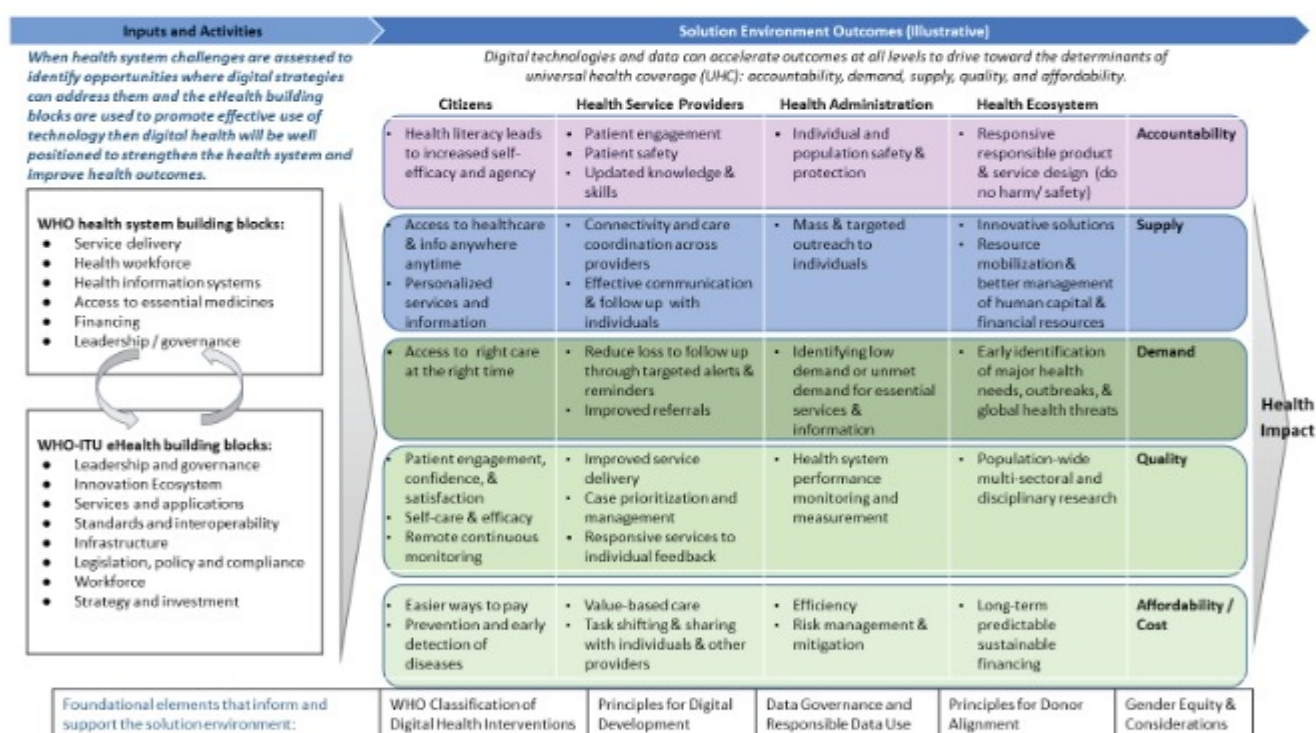 Inputs and Activities
Solution Environment Outcomes (Illustrative)
When health system challenges are assessed to
identify opportunities where digital strategies
can address them and the eHealth building
blocks are used to promote effective use of
technology then digital health will be well
positioned to strengthen the health system and
improve health outcomes.
WHO health system building blocks:
● Service delivery
● Health workforce
● Health information systems
● Access to essential medicines
● Financing
● Leadership / governance
WHO-ITU eHealth building blocks:
● Leadership and governance
● Innovation Ecosystem
● Services and applications
● Standards and interoperability
● Infrastructure
● Legislation, policy and compliance
● Workforce
● Strategy and investment
Digital technologies and data can accelerate outcomes at all levels to drive toward the determinants of
universal health coverage (UHC): accountability, demand, supply, quality, and affordability.
Citizens
Health Service Providers
Health Administration
Health Ecosystem
• Health literacy leads
to increased self-
efficacy and agency
• Patient engagement
• Patient safety
• Updated knowledge &
skills
• Individual and
population safety &
protection
• Responsive
responsible product
& service design (do
no harm/ safety)
Accountability
• Access to healthcare
& info anywhere
anytime
• Personalized
services and
information
• Connectivity and care
coordination across
providers
• Effective communication
& follow up with
individuals
• Mass & targeted
outreach to
individuals
• Innovative solutions
• Resource
mobilization &
better management
of human capital &
financial resources
Supply
• Access to right care
at the right time
• Reduce loss to follow up
through targeted alerts &
reminders
• Improved referrals
• Identifying low
demand or unmet
demand for essential
services &
information
• Early identification
of major health
needs, outbreaks, &
global health threats
Demand
• Patient engagement,
confidence, &
satisfaction
• Self-care & efficacy
• Remote continuous
monitoring
• Improved service
delivery
• Case prioritization and
management
• Responsive services to
individual feedback
• Health system
performance
monitoring and
measurement
• Population-wide
multi-sectoral and
disciplinary research
Quality
• Easier ways to pay
• Prevention and early
detection of
diseases
• Value-based care
• Task shifting & sharing
with individuals & other
providers
• Efficiency
• Risk management &
mitigation
• Long-term
predictable
sustainable
financing
Affordability /
Cost
Health
Impact
Foundational elements that inform and
support the solution environment:
WHO Classification of
Digital Health Interventions
Principles for Digital
Development
Data Governance and
Responsible Data Use
Principles for Donor
Alignment
Gender Equity &
Considerations